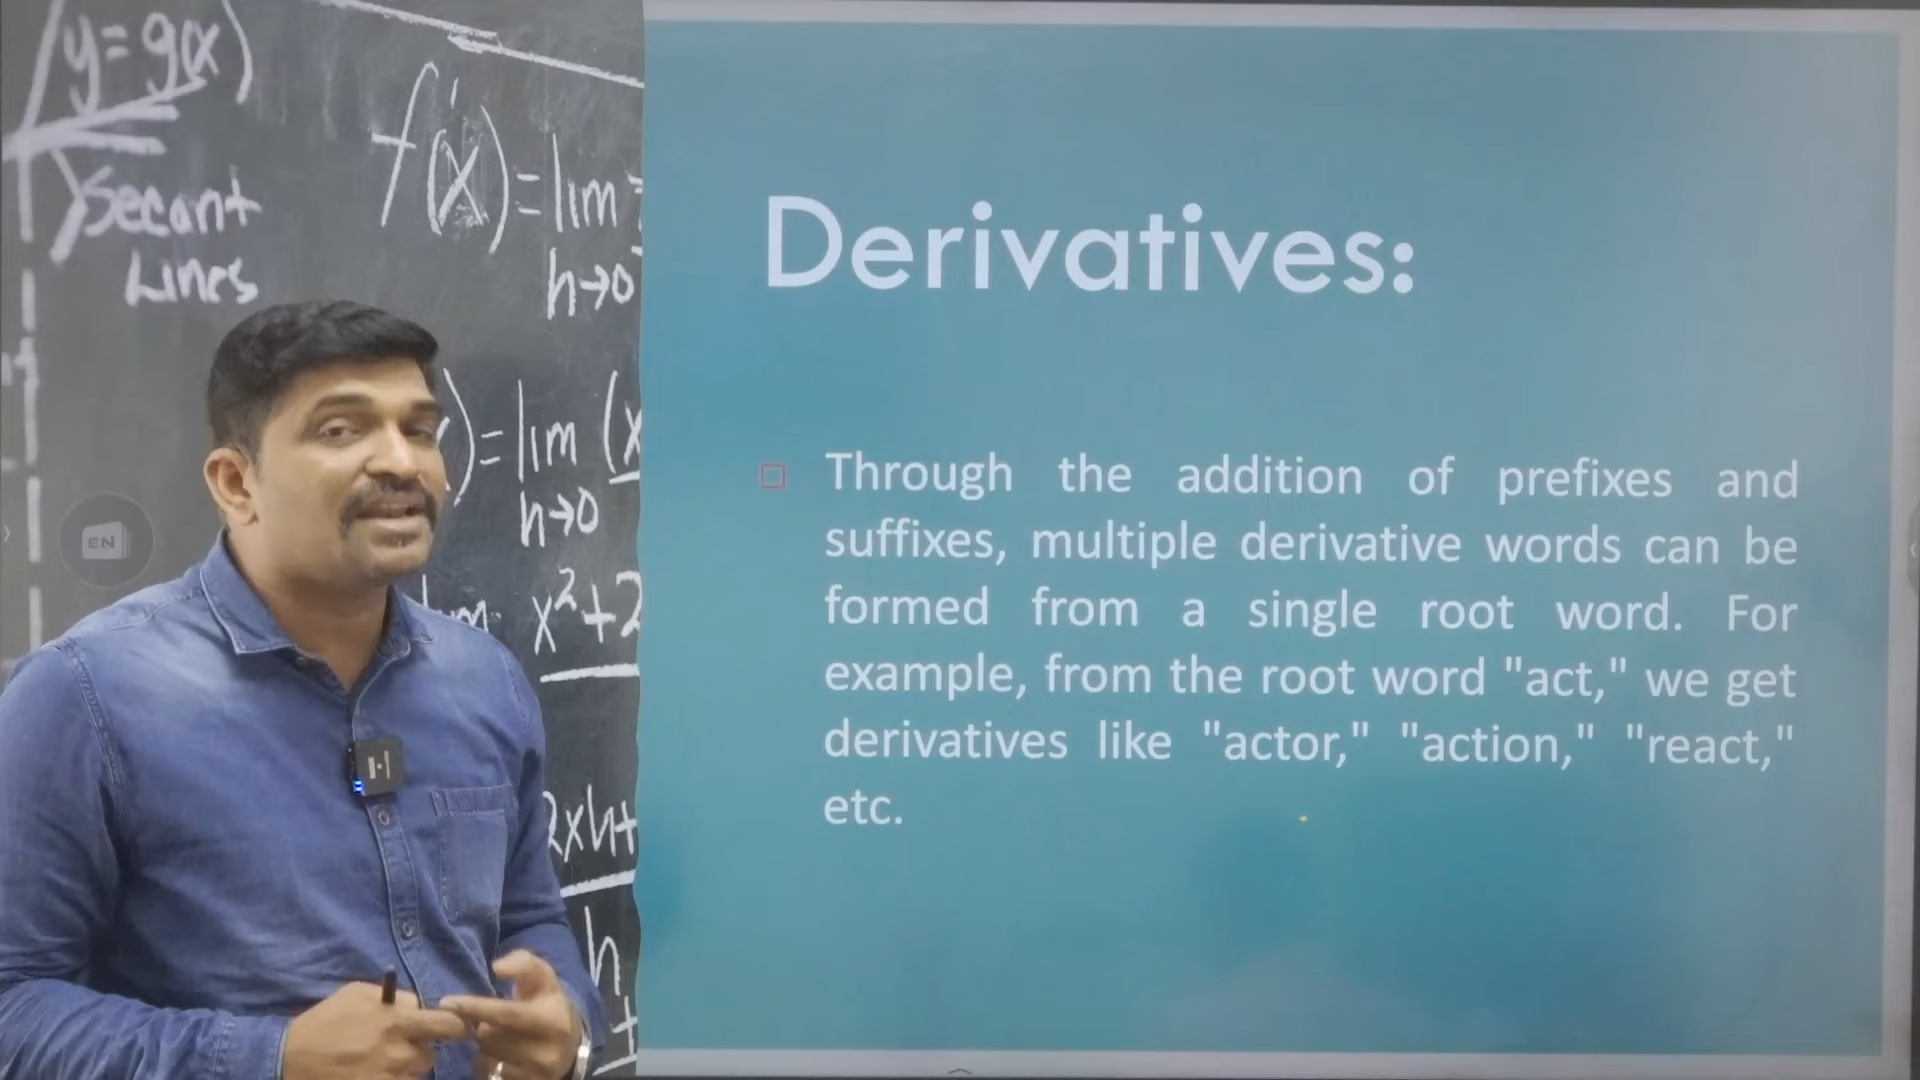 y=g(x)
Secant
Lines
f'(x)=lim
h→0
)=lim (x
h→0
x²+2
2xh+
h
EN
Derivatives:
Through the addition of prefixes and
suffixes, multiple derivative words can be
formed from a single root word. For
example, from the root word "act," we get
derivatives like "actor," "action," "react,"
etc.